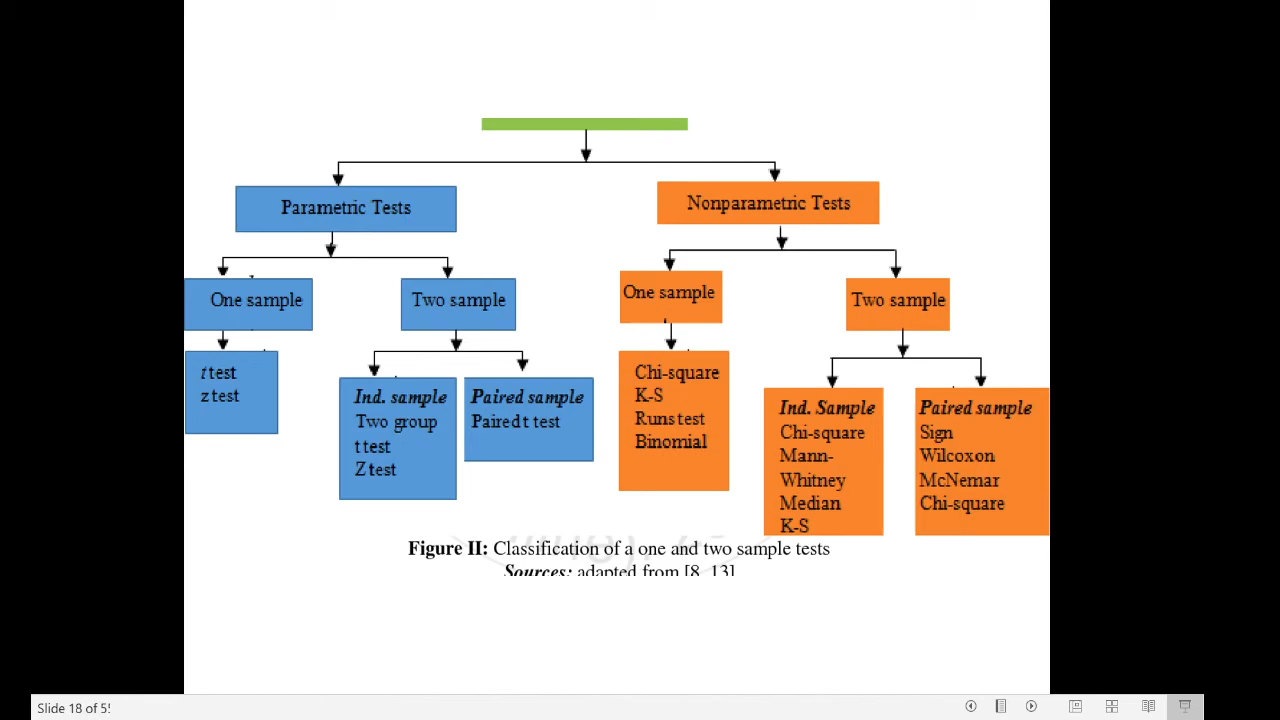 Parametric Tests
Nonparametric Tests
One sample
Two sample
One sample
Two sample
t test
z test
Ind. sample
Two group
t test
Z test
Paired sample
Paired t test
Chi-square
K-S
Runs test
Binomial
Ind. Sample
Chi-square
Mann-
Whitney
Median
K-S
Paired sample
Sign
Wilcoxon
McNemar
Chi-square
Figure II: Classification of a one and two sample tests
Sources: adapted from [8, 13]
Slide 18 of 5!